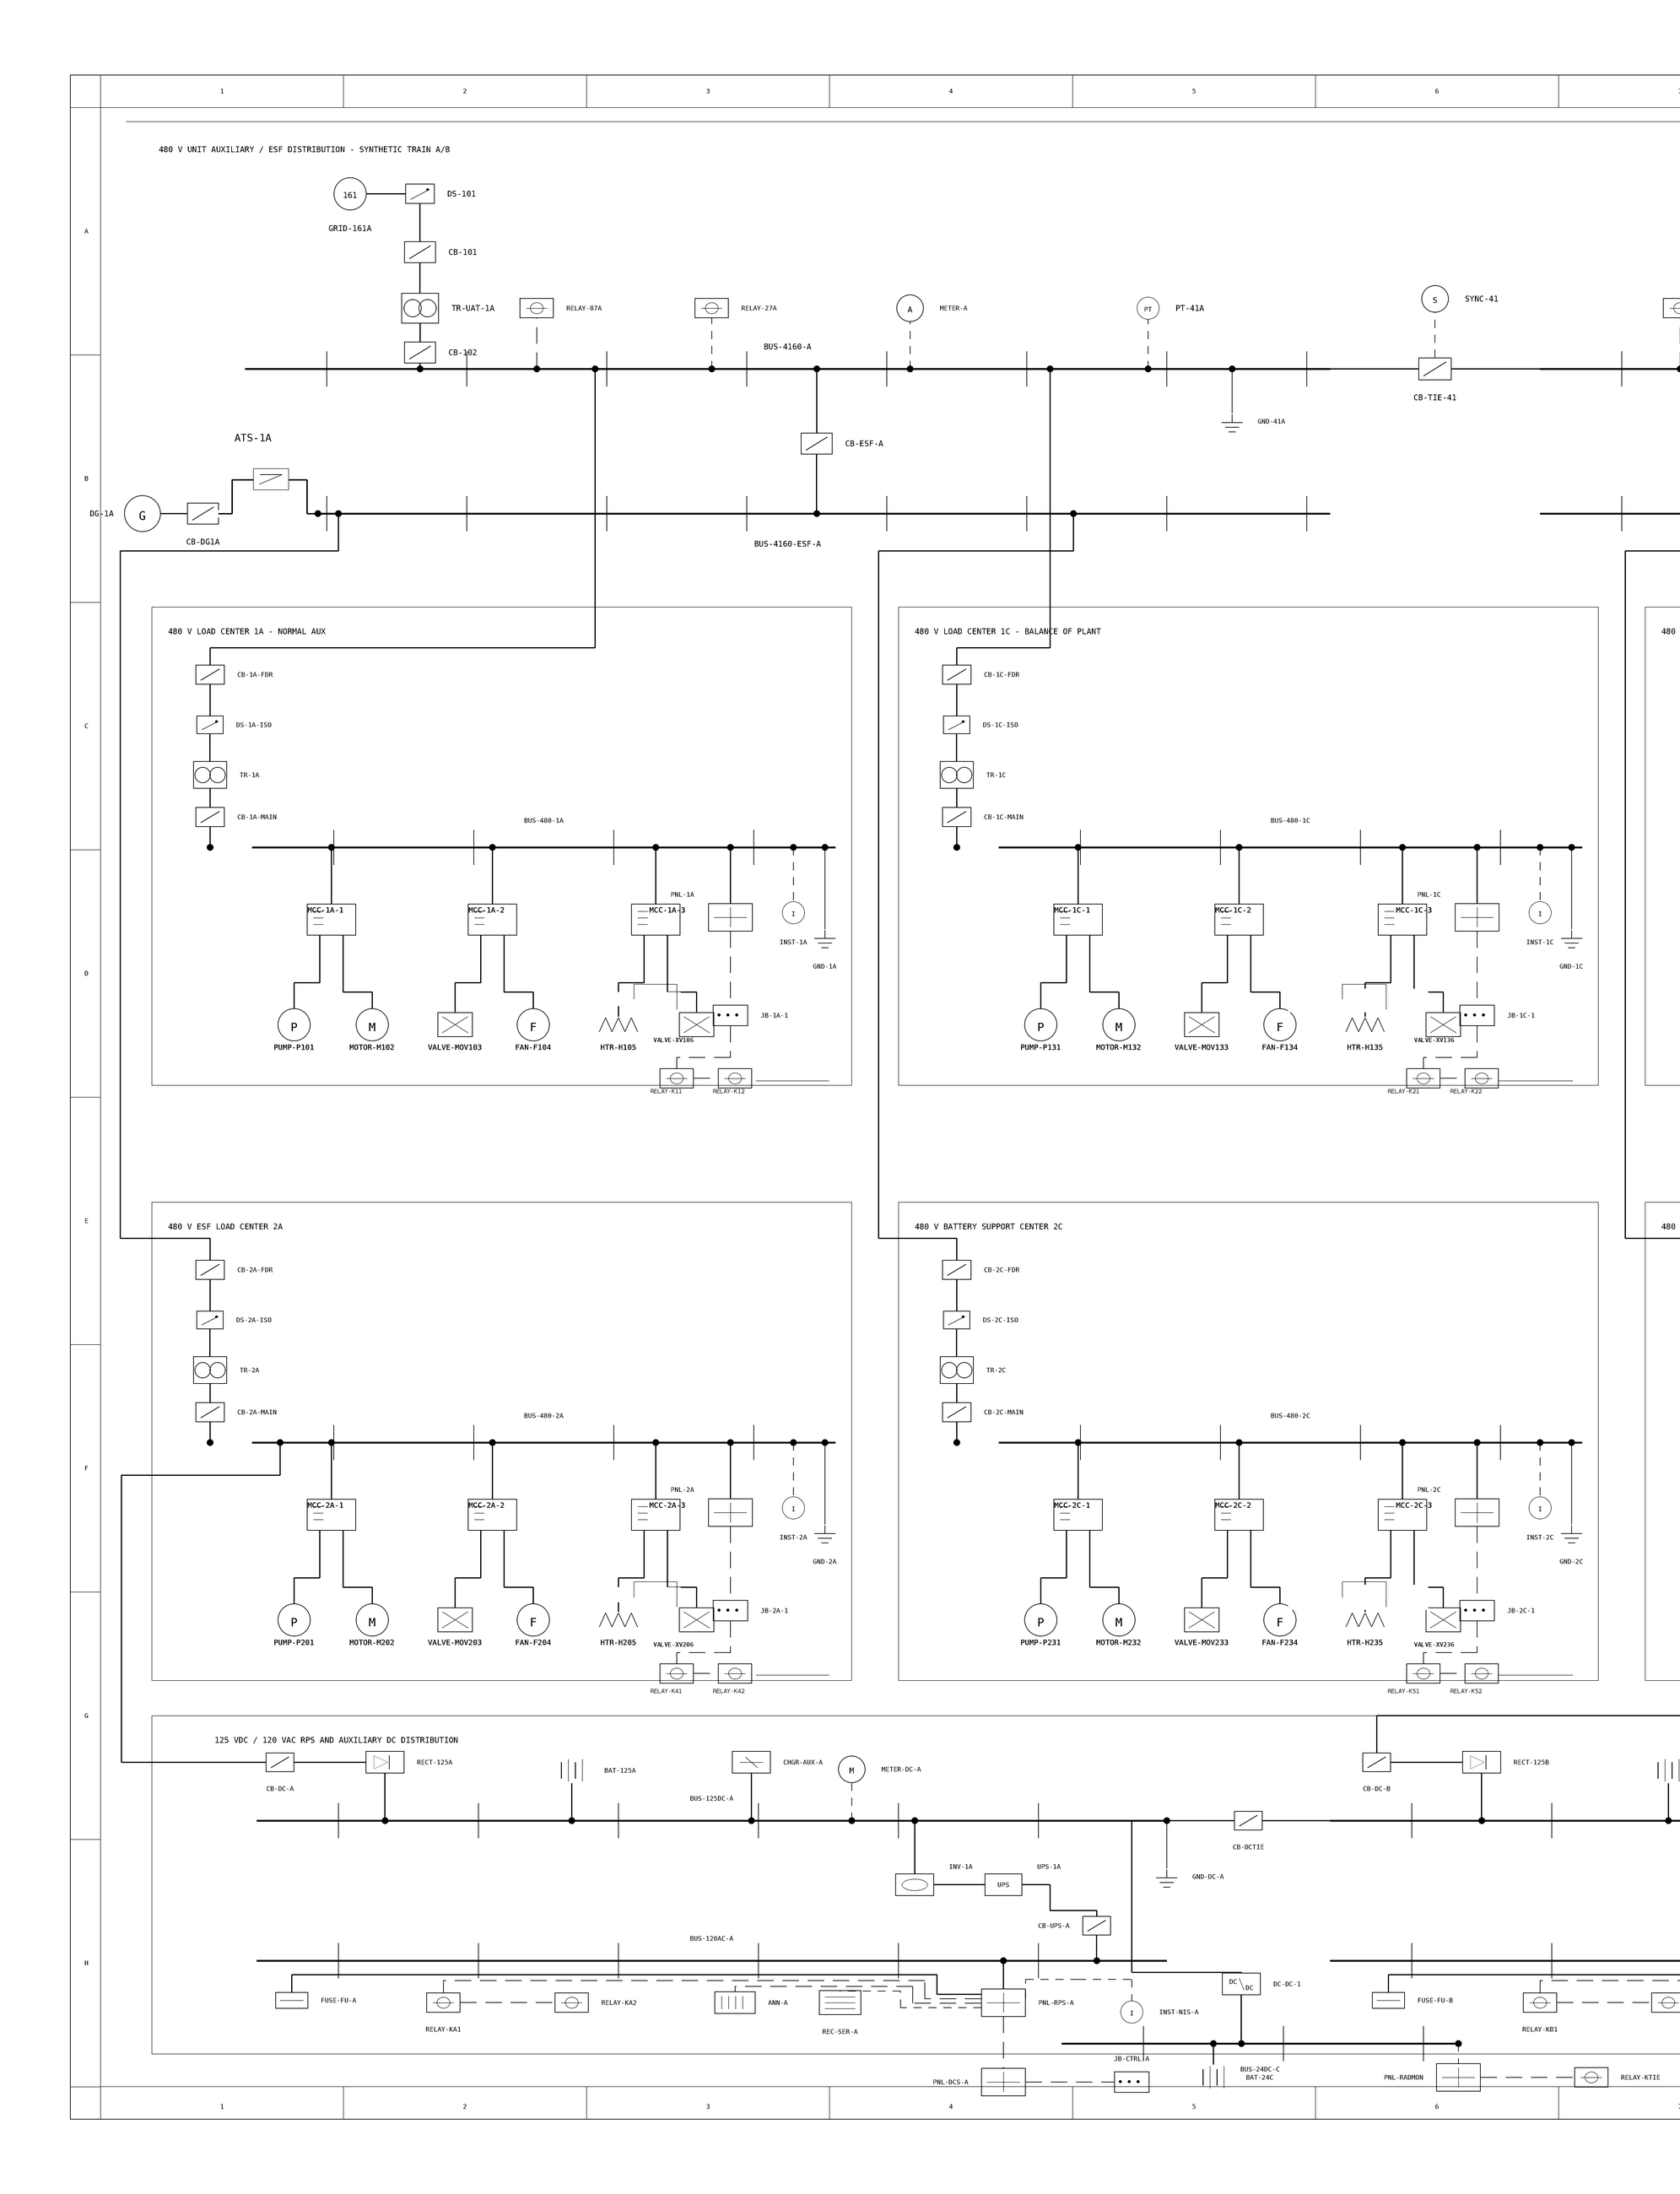 1 2 3 4 5 6
480 V UNIT AUXILIARY / ESF DISTRIBUTION - SYNTHETIC TRAIN A/B
161
DS-101
GRID-161A
A
CB-101
TR-UAT-1A
RELAY-87A
RELAY-27A
A
METER-A
PT
PT-41A
S
SYNC-41
BUS-4160-A
CB-102
CB-TIE-41
GND-41A
ATS-1A
CB-ESF-A
B
DG-1A
G
CB-DG1A
BUS-4160-ESF-A
480 V LOAD CENTER 1A - NORMAL AUX
480 V LOAD CENTER 1C - BALANCE OF PLANT
480
CB-1A-FDR
CB-1C-FDR
C
DS-1A-ISO
DS-1C-ISO
TR-1A
TR-1C
CB-1A-MAIN
BUS-480-1A
CB-1C-MAIN
BUS-480-1C
PNL-1A
PNL-1C
MCC-1A-1
MCC-1A-2
MCC-1A-3
I
MCC-1C-1
MCC-1C-2
MCC-1C-3
I
INST-1A
INST-1C
GND-1A
GND-1C
D
JB-1A-1
JB-1C-1
P
M
F
P
M
F
VALVE-XV106
VALVE-XV136
PUMP-P101
MOTOR-M102
VALVE-MOV103
FAN-F104
HTR-H105
PUMP-P131
MOTOR-M132
VALVE-MOV133
FAN-F134
HTR-H135
RELAY-K11
RELAY-K12
RELAY-K21
RELAY-K22
E
480 V ESF LOAD CENTER 2A
480 V BATTERY SUPPORT CENTER 2C
480
CB-2A-FDR
CB-2C-FDR
DS-2A-ISO
DS-2C-ISO
TR-2A
TR-2C
CB-2A-MAIN
BUS-480-2A
CB-2C-MAIN
BUS-480-2C
F
PNL-2A
PNL-2C
MCC-2A-1
MCC-2A-2
MCC-2A-3
I
MCC-2C-1
MCC-2C-2
MCC-2C-3
I
INST-2A
INST-2C
GND-2A
GND-2C
JB-2A-1
JB-2C-1
P
M
F
P
M
F
PUMP-P201
MOTOR-M202
VALVE-MOV203
FAN-F204
HTR-H205
VALVE-XV206
PUMP-P231
MOTOR-M232
VALVE-MOV233
FAN-F234
HTR-H235
VALVE-XV236
RELAY-K41
RELAY-K42
RELAY-K51
RELAY-K52
G
125 VDC / 120 VAC RPS AND AUXILIARY DC DISTRIBUTION
RECT-125A
BAT-125A
CHGR-AUX-A
M
METER-DC-A
RECT-125B
CB-DC-A
CB-DC-B
BUS-125DC-A
CB-DCTIE
INV-1A
UPS-1A
UPS
GND-DC-A
CB-UPS-A
BUS-120AC-A
H
DC
DC
DC-DC-1
FUSE-FU-A
RELAY-KA2
ANN-A
PNL-RPS-A
I
INST-NIS-A
FUSE-FU-B
RELAY-KA1
REC-SER-A
RELAY-KB1
JB-CTRL-A
BUS-24DC-C
BAT-24C
PNL-DCS-A
PNL-RADMON
RELAY-KTIE
1 2 3 4 5 6